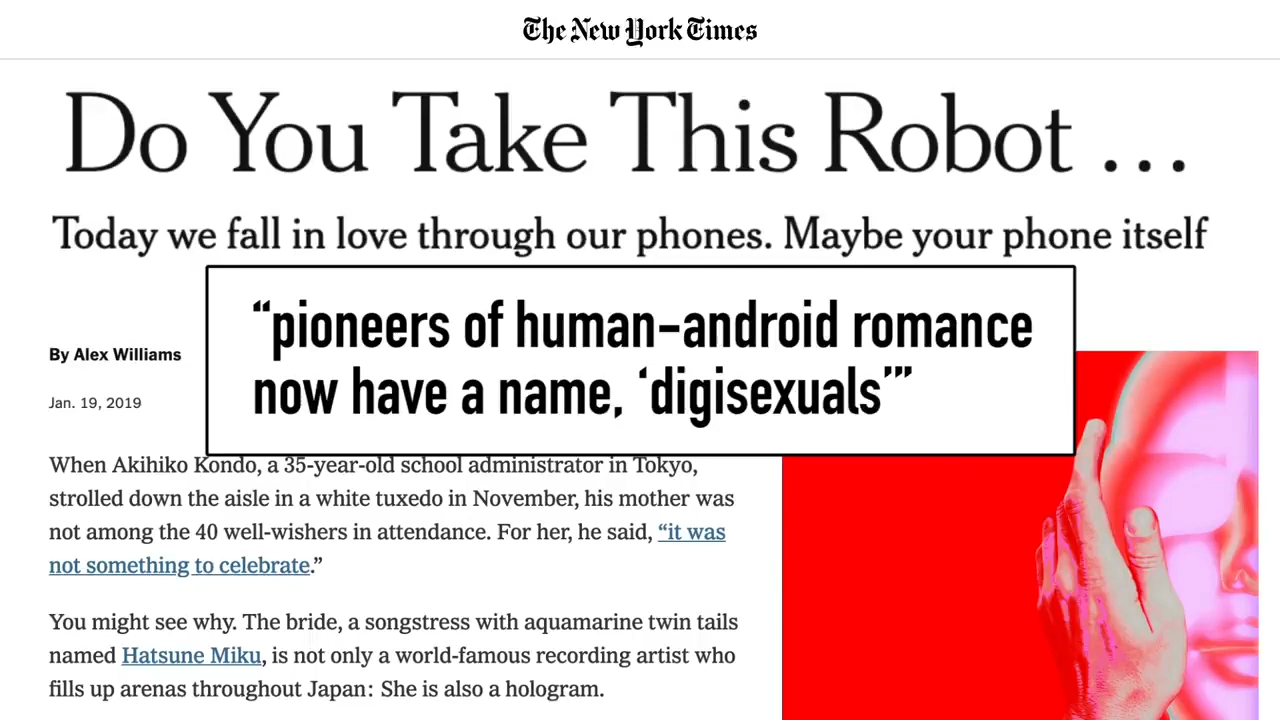 The New York Times
Do You Take This Robot ...
Today we fall in love through our phones. Maybe your phone itself
“pioneers of human-android romance
now have a name, ‘digisexuals’”
By Alex Williams
Jan. 19, 2019
When Akihiko Kondo, a 35-year-old school administrator in Tokyo,
strolled down the aisle in a white tuxedo in November, his mother was
not among the 40 well-wishers in attendance. For her, he said, “it was
not something to celebrate.”
You might see why. The bride, a songstress with aquamarine twin tails
named Hatsune Miku, is not only a world-famous recording artist who
fills up arenas throughout Japan: She is also a hologram.